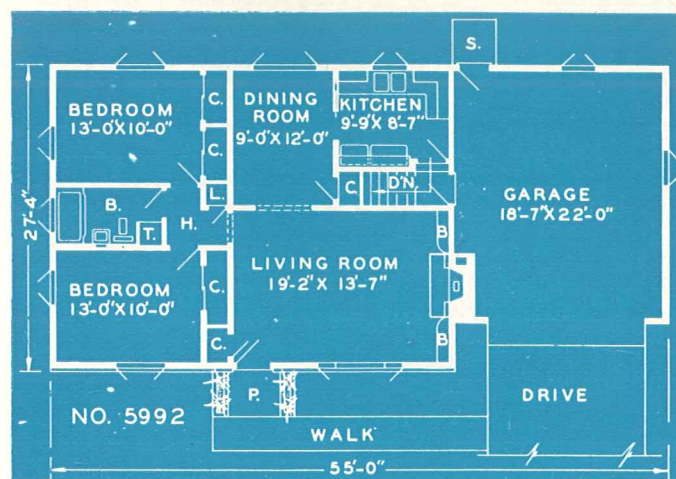 S.
BEDROOM
13'-0"X10'-0"
C.
DINING
ROOM
9'-0"X12'-0"
KITCHEN
9'-9"X 8'-7"
C.
L.
C.
D'N.
GARAGE
18'-7"X22'-0"
27'-4"
B.
T.
H.
B
LIVING ROOM
19'-2" X 13'-7"
BEDROOM
13'-0"X10'-0"
C.
C.
B
P.
DRIVE
NO. 5992
WALK
55'-0"